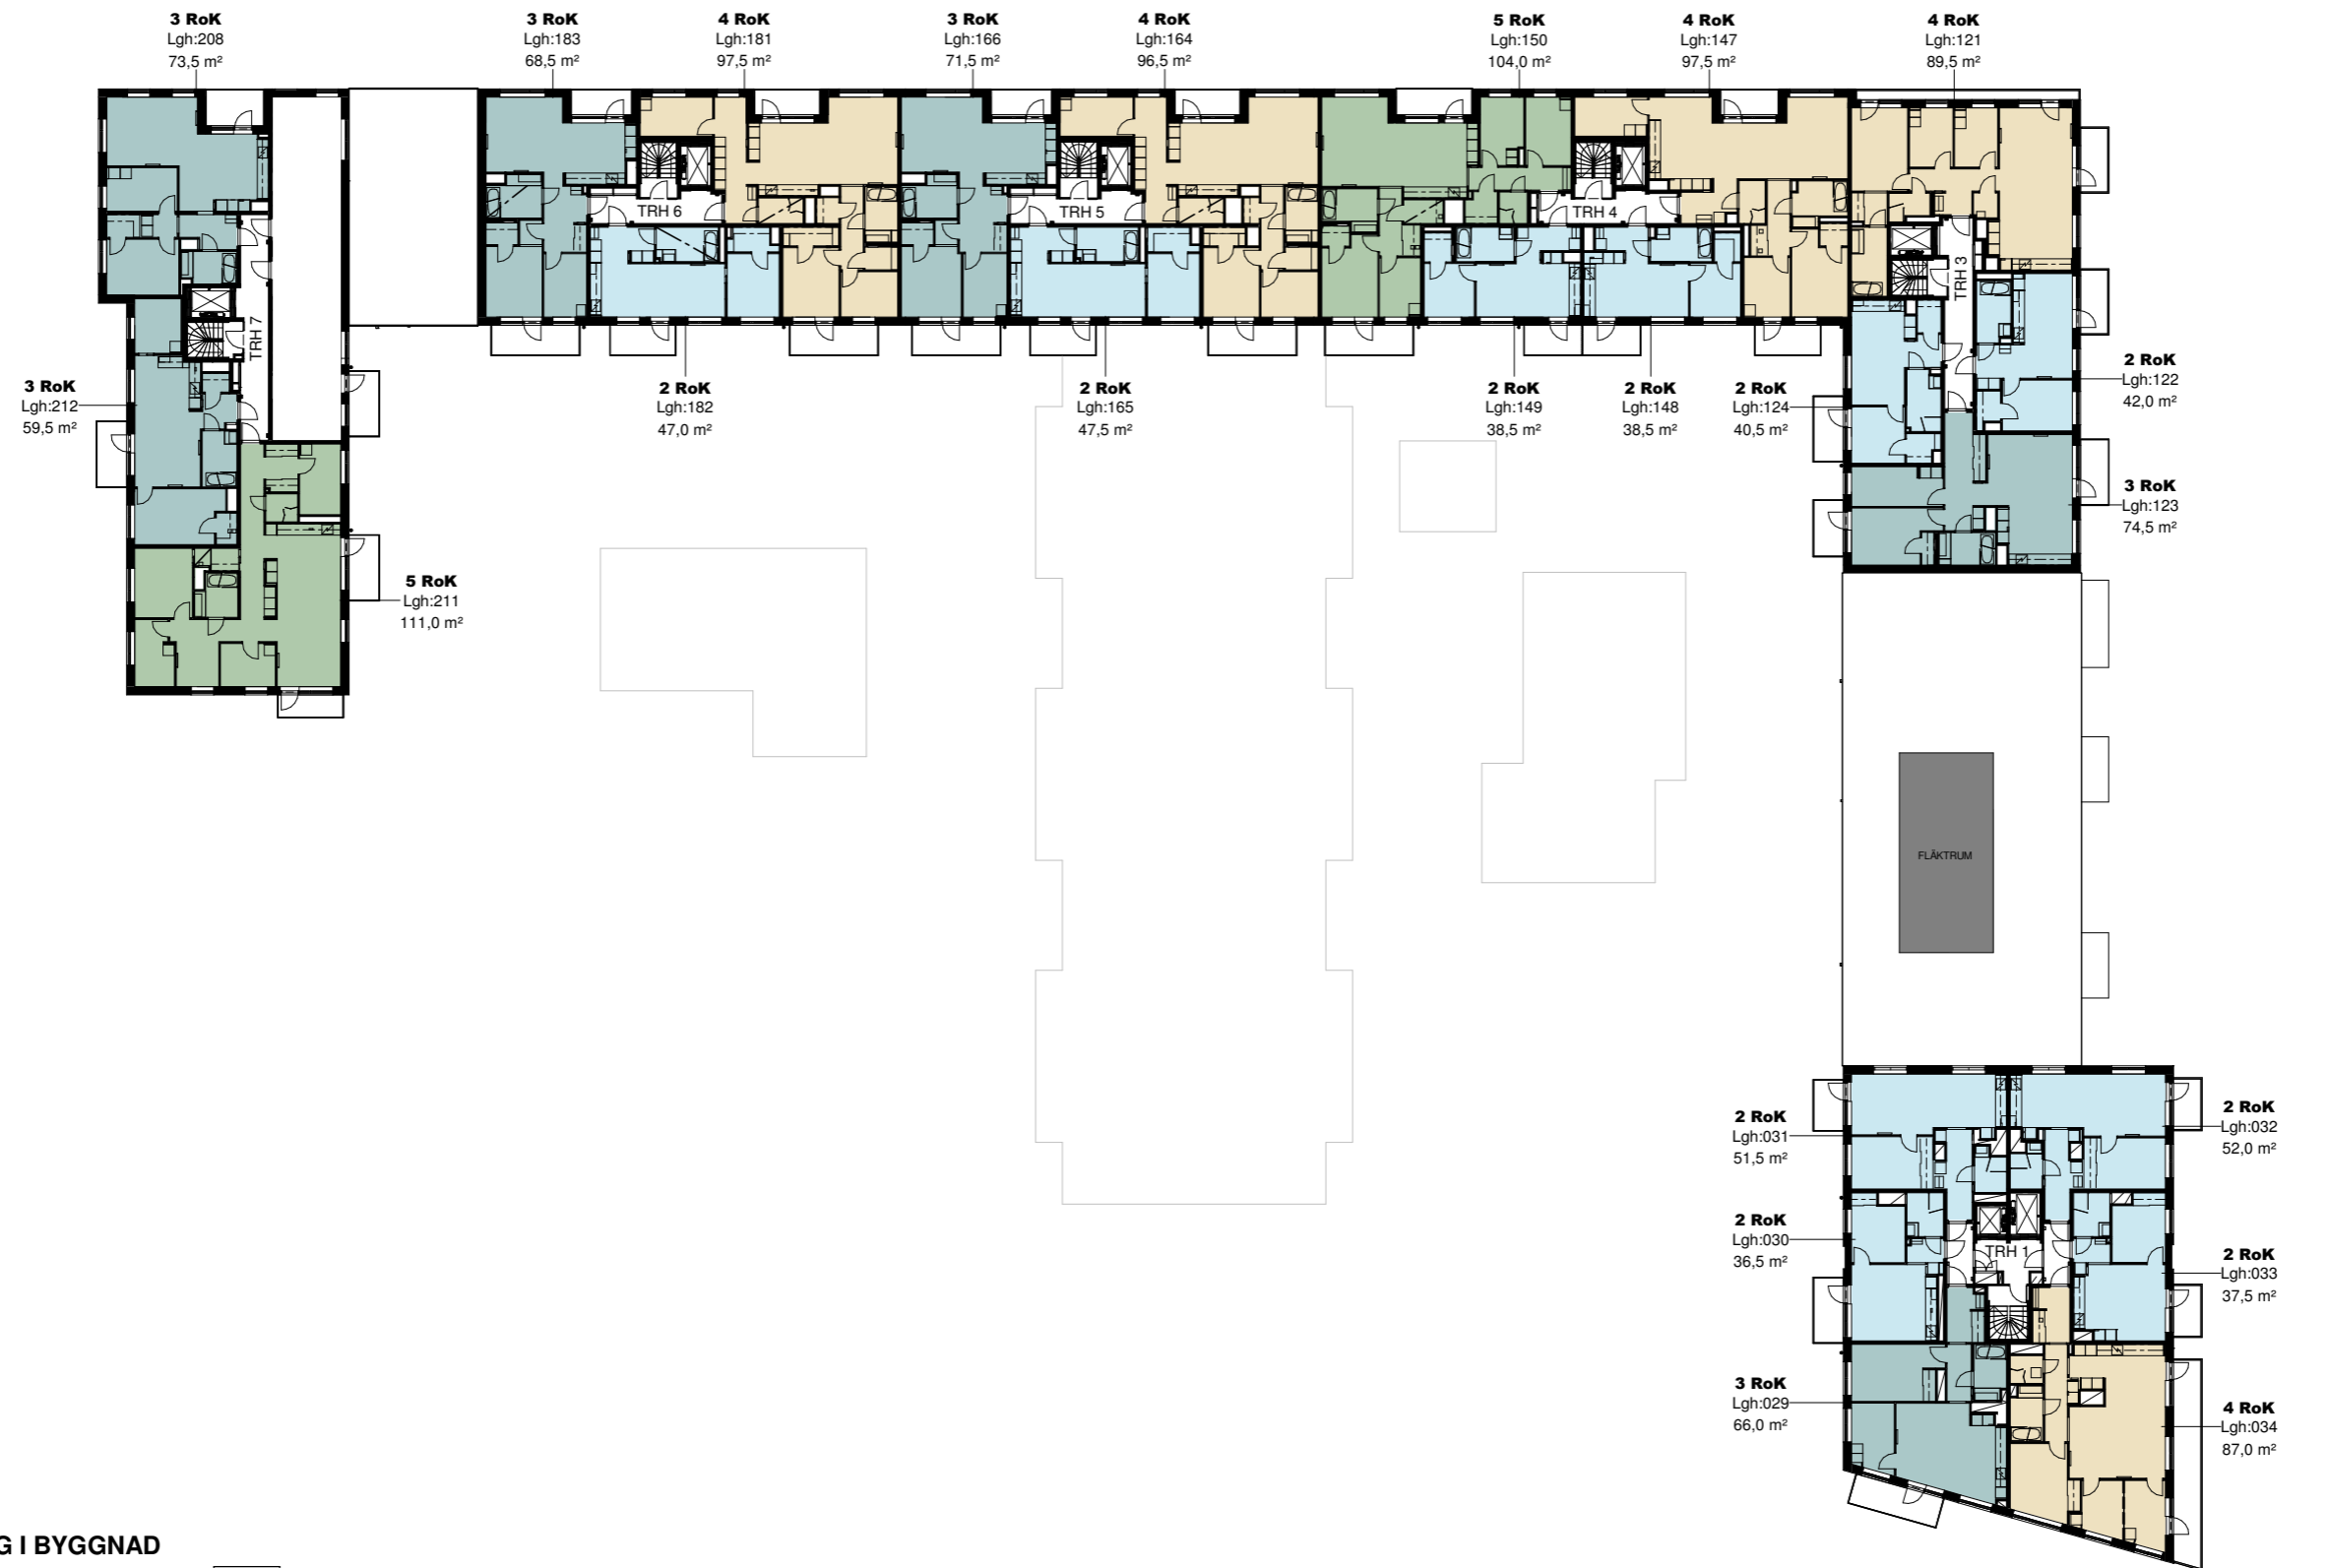 3 RoK
Lgh:208
73,5 m²
3 RoK
Lgh:183
68,5 m²
4 RoK
Lgh:181
97,5 m²
3 RoK
Lgh:166
71,5 m²
4 RoK
Lgh:164
96,5 m²
5 RoK
Lgh:150
104,0 m²
4 RoK
Lgh:147
97,5 m²
4 RoK
Lgh:121
89,5 m²
TRH 6
TRH 5
TRH 4
TRH 3
TRH 7
3 RoK
Lgh:212
59,5 m²
2 RoK
Lgh:182
47,0 m²
2 RoK
Lgh:165
47,5 m²
2 RoK
Lgh:149
38,5 m²
2 RoK
Lgh:148
38,5 m²
2 RoK
Lgh:124
40,5 m²
2 RoK
Lgh:122
42,0 m²
3 RoK
Lgh:123
74,5 m²
5 RoK
Lgh:211
111,0 m²
FLÄKTRUM
2 RoK
Lgh:031
51,5 m²
2 RoK
Lgh:032
52,0 m²
2 RoK
Lgh:030
36,5 m²
TRH 1
2 RoK
Lgh:033
37,5 m²
3 RoK
Lgh:029
66,0 m²
4 RoK
Lgh:034
87,0 m²
G I BYGGNAD